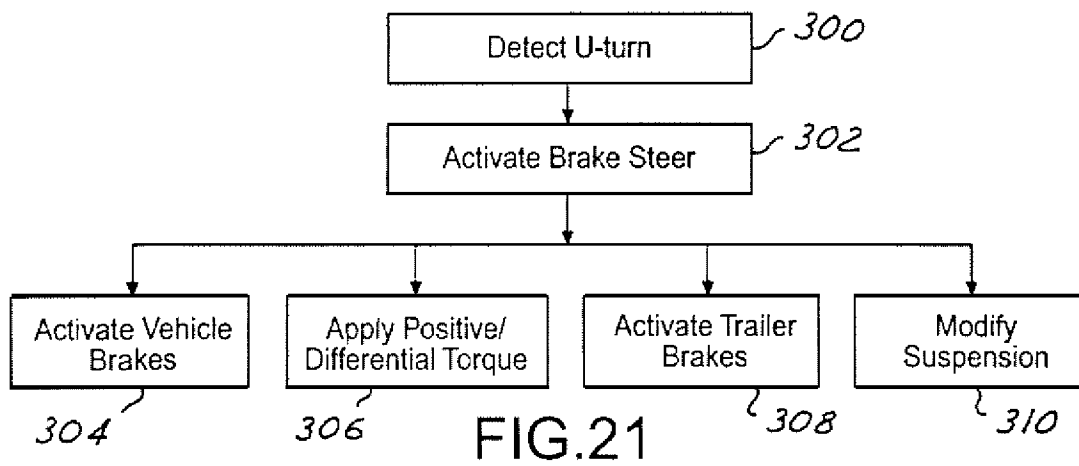 Detect U-turn
300
Activate Brake Steer
302
Activate Vehicle
Brakes
Apply Positive/
Differential Torque
Activate Trailer
Brakes
Modify
Suspension
304
306
308
310
FIG.21